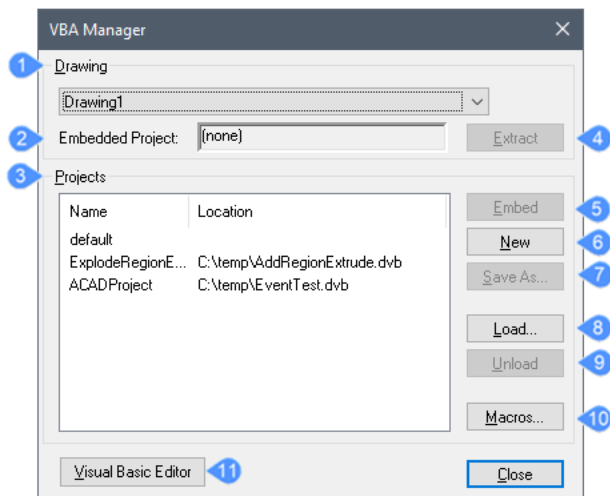 VBA Manager
1 Drawing
Drawing1
2 Embedded Project: (none) Extract 4
3 Projects
Name Location
default
ExplodeRegionE... C:\temp\AddRegionExtrude.dvb
ACADProject C:\temp\EventTest.dvb
Embed 5
New 6
Save As... 7
Load... 8
Unload 9
Macros... 10
Visual Basic Editor 11
Close